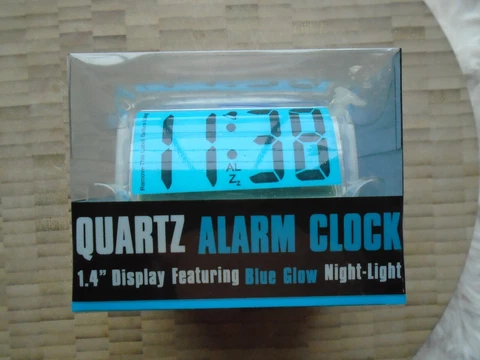 11:38
AL
Zz
QUARTZ ALARM CLOCK
1.4" Display Featuring Blue Glow Night-Light